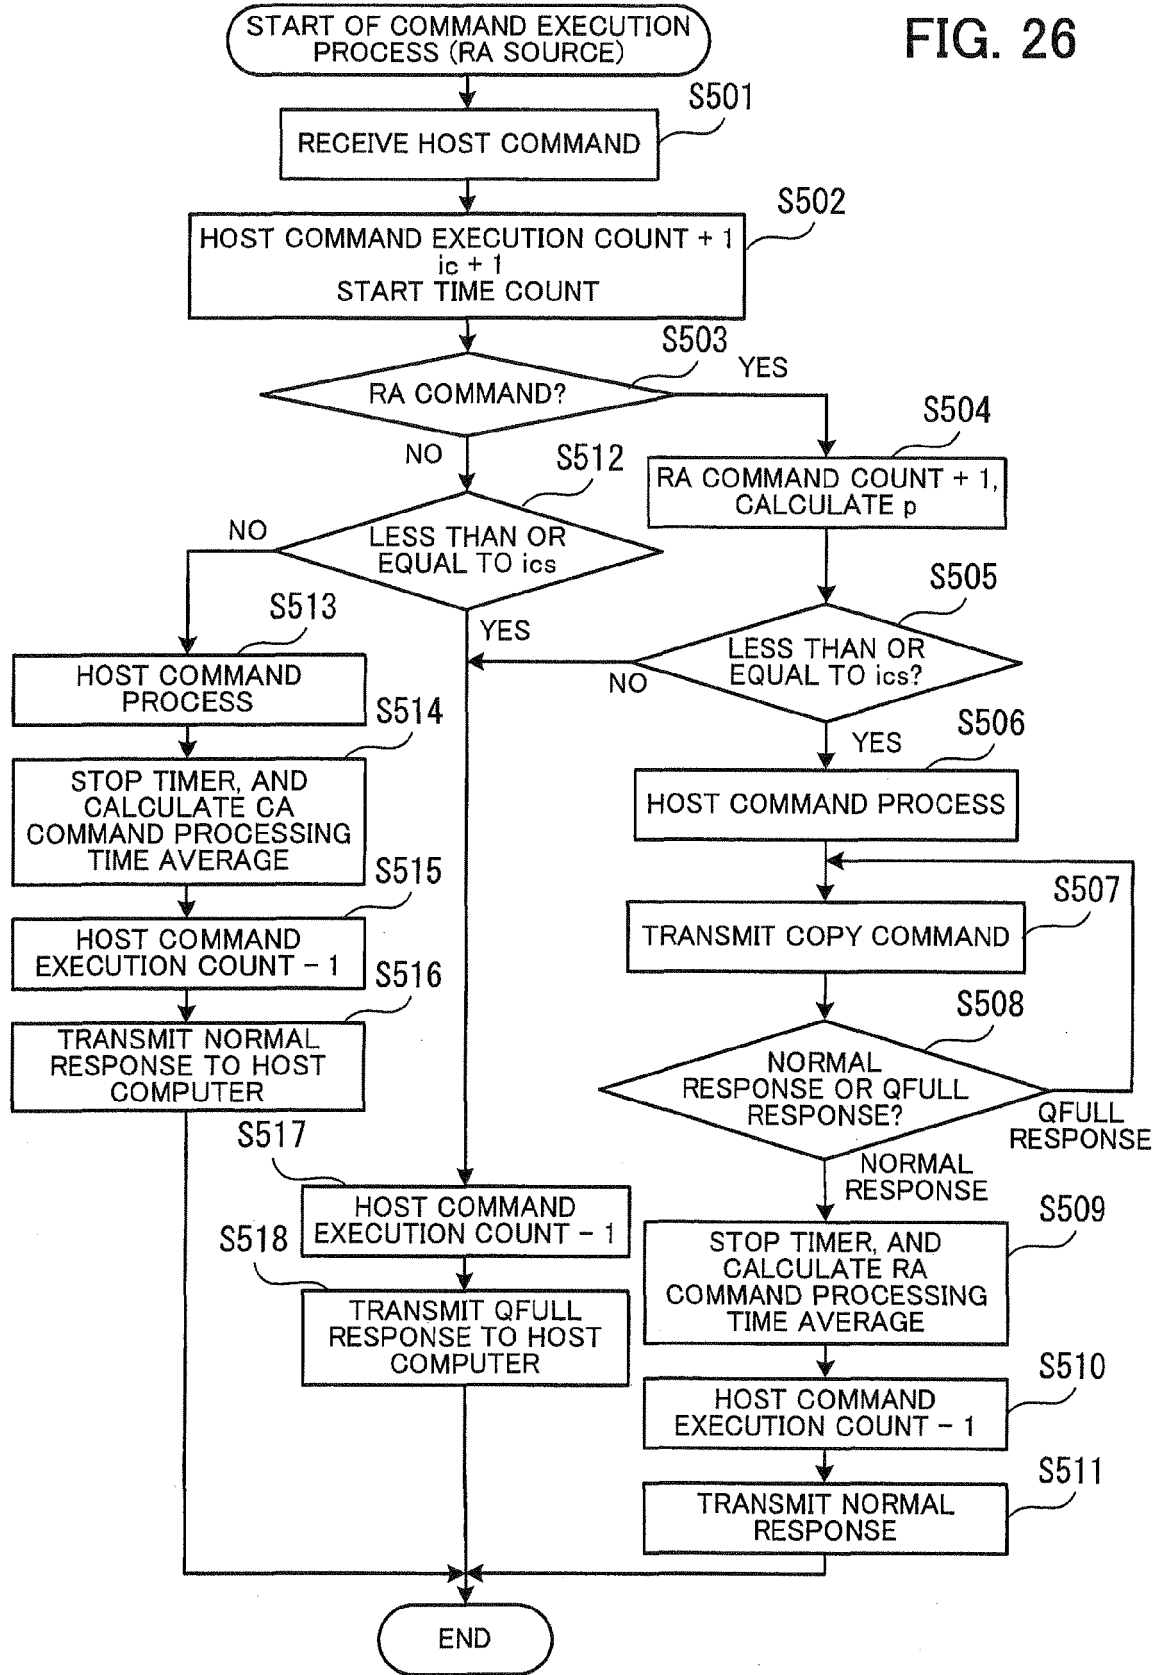 FIG. 26
START OF COMMAND EXECUTION
PROCESS (RA SOURCE)
S501
RECEIVE HOST COMMAND
S502
HOST COMMAND EXECUTION COUNT + 1
ic + 1
START TIME COUNT
S503
RA COMMAND?
YES
NO
S504
RA COMMAND COUNT + 1,
CALCULATE p
S512
LESS THAN OR
EQUAL TO ics
NO
YES
S505
LESS THAN OR
EQUAL TO ics?
NO
YES
S513
HOST COMMAND
PROCESS
S514
STOP TIMER, AND
CALCULATE CA
COMMAND PROCESSING
TIME AVERAGE
S515
HOST COMMAND
EXECUTION COUNT - 1
S516
TRANSMIT NORMAL
RESPONSE TO HOST
COMPUTER
S506
HOST COMMAND PROCESS
S507
TRANSMIT COPY COMMAND
S508
NORMAL
RESPONSE OR QFULL
RESPONSE?
QFULL
RESPONSE
NORMAL
RESPONSE
S517
HOST COMMAND
EXECUTION COUNT - 1
S518
TRANSMIT QFULL
RESPONSE TO HOST
COMPUTER
S509
STOP TIMER, AND
CALCULATE RA
COMMAND PROCESSING
TIME AVERAGE
S510
HOST COMMAND
EXECUTION COUNT - 1
S511
TRANSMIT NORMAL
RESPONSE
END